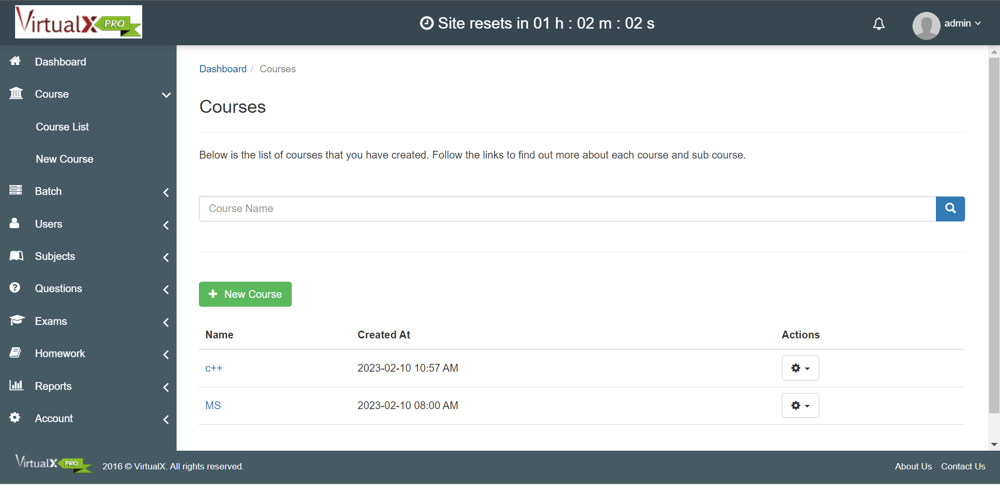 VirtualX PRO
Site resets in 01 h : 02 m : 02 s
admin
Dashboard
Course
Course List
New Course
Batch
Users
Subjects
Questions
Exams
Homework
Reports
Account
Dashboard / Courses
Courses
Below is the list of courses that you have created. Follow the links to find out more about each course and sub course.
Course Name
New Course
Name Created At Actions
c++ 2023-02-10 10:57 AM
MS 2023-02-10 08:00 AM
VirtualX PRO 2016 © VirtualX. All rights reserved.
About Us Contact Us